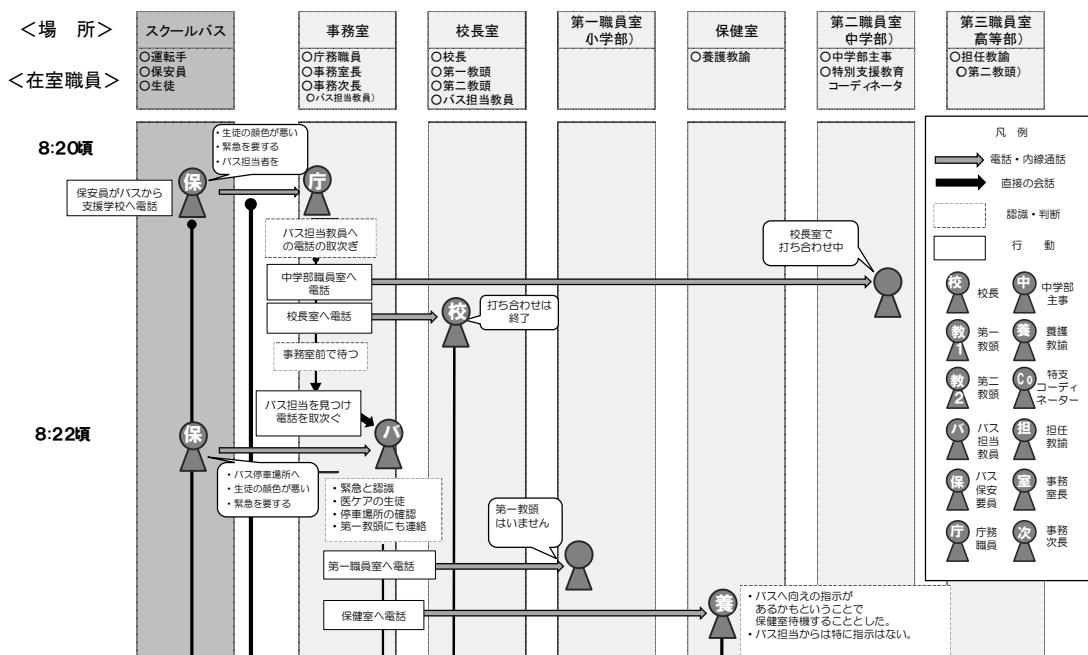 ＜場　所＞
スクールバス
事務室
校長室
第一職員室
(小学部)
保健室
第二職員室
(中学部)
第三職員室
高等部)
＜在室職員＞
○運転手
○保安員
○生徒
○庁務職員
○事務室長
○事務次長
○バス担当教員)
○校長
○第一教頭
○第二教頭
○バス担当教員
○養護教諭
○中学部主事
○特別支援教育
コーディネータ
○担任教諭
○第二教頭)
8:20頃
・生徒の顔色が悪い
・緊急を要する
・バス担当者を
保安員がバスから
支援学校へ電話
保
庁
バス担当教員へ
の電話の取次ぎ
中学部職員室へ
電話
校長室で
打ち合わせ中
校長室へ電話
校
打ち合わせは
終了
事務室前で待つ
バス担当を見つけ
電話を取次ぐ
8:22頃
保
バ
・バス停車場所へ
・生徒の顔色が悪い
・緊急を要する
・緊急と認識
・医ケアの生徒
・停車場所の確認
・第一教頭にも連絡
第一教頭
はいません
第一職員室へ電話
保健室へ電話
養
・バスへ向えの指示が
あるかもということで
保健室待機することとした。
・バス担当からは特に指示はない。
凡　例
電話・内線通話
直接の会話
認識・判断
行　動
校
校長
中
中学部
主事
教1
第一
教頭
養
養護
教諭
教2
第二
教頭
Co
特支
コーディ
ネーター
バ
バス
担当
教員
担
担任
教諭
保
バス
保安
要員
室
事務
室長
庁
庁務
職員
次
事務
次長